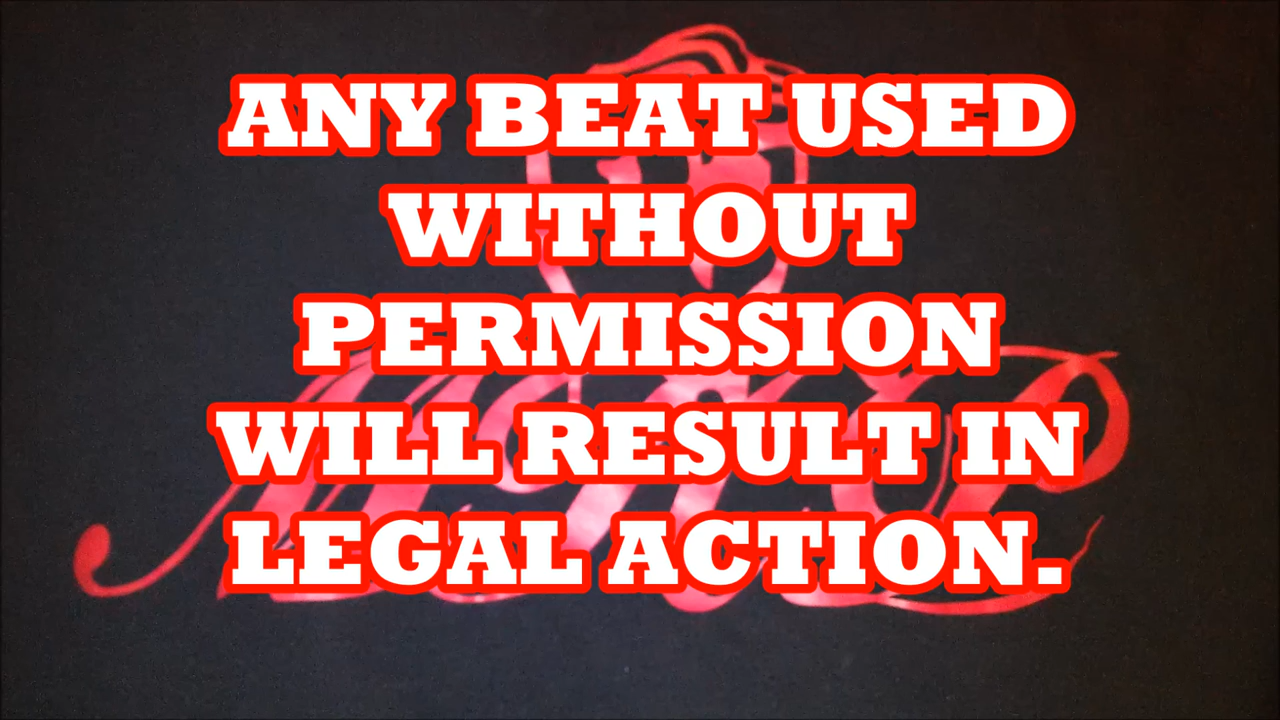 ANY BEAT USED
WITHOUT
PERMISSION
WILL RESULT IN
LEGAL ACTION.